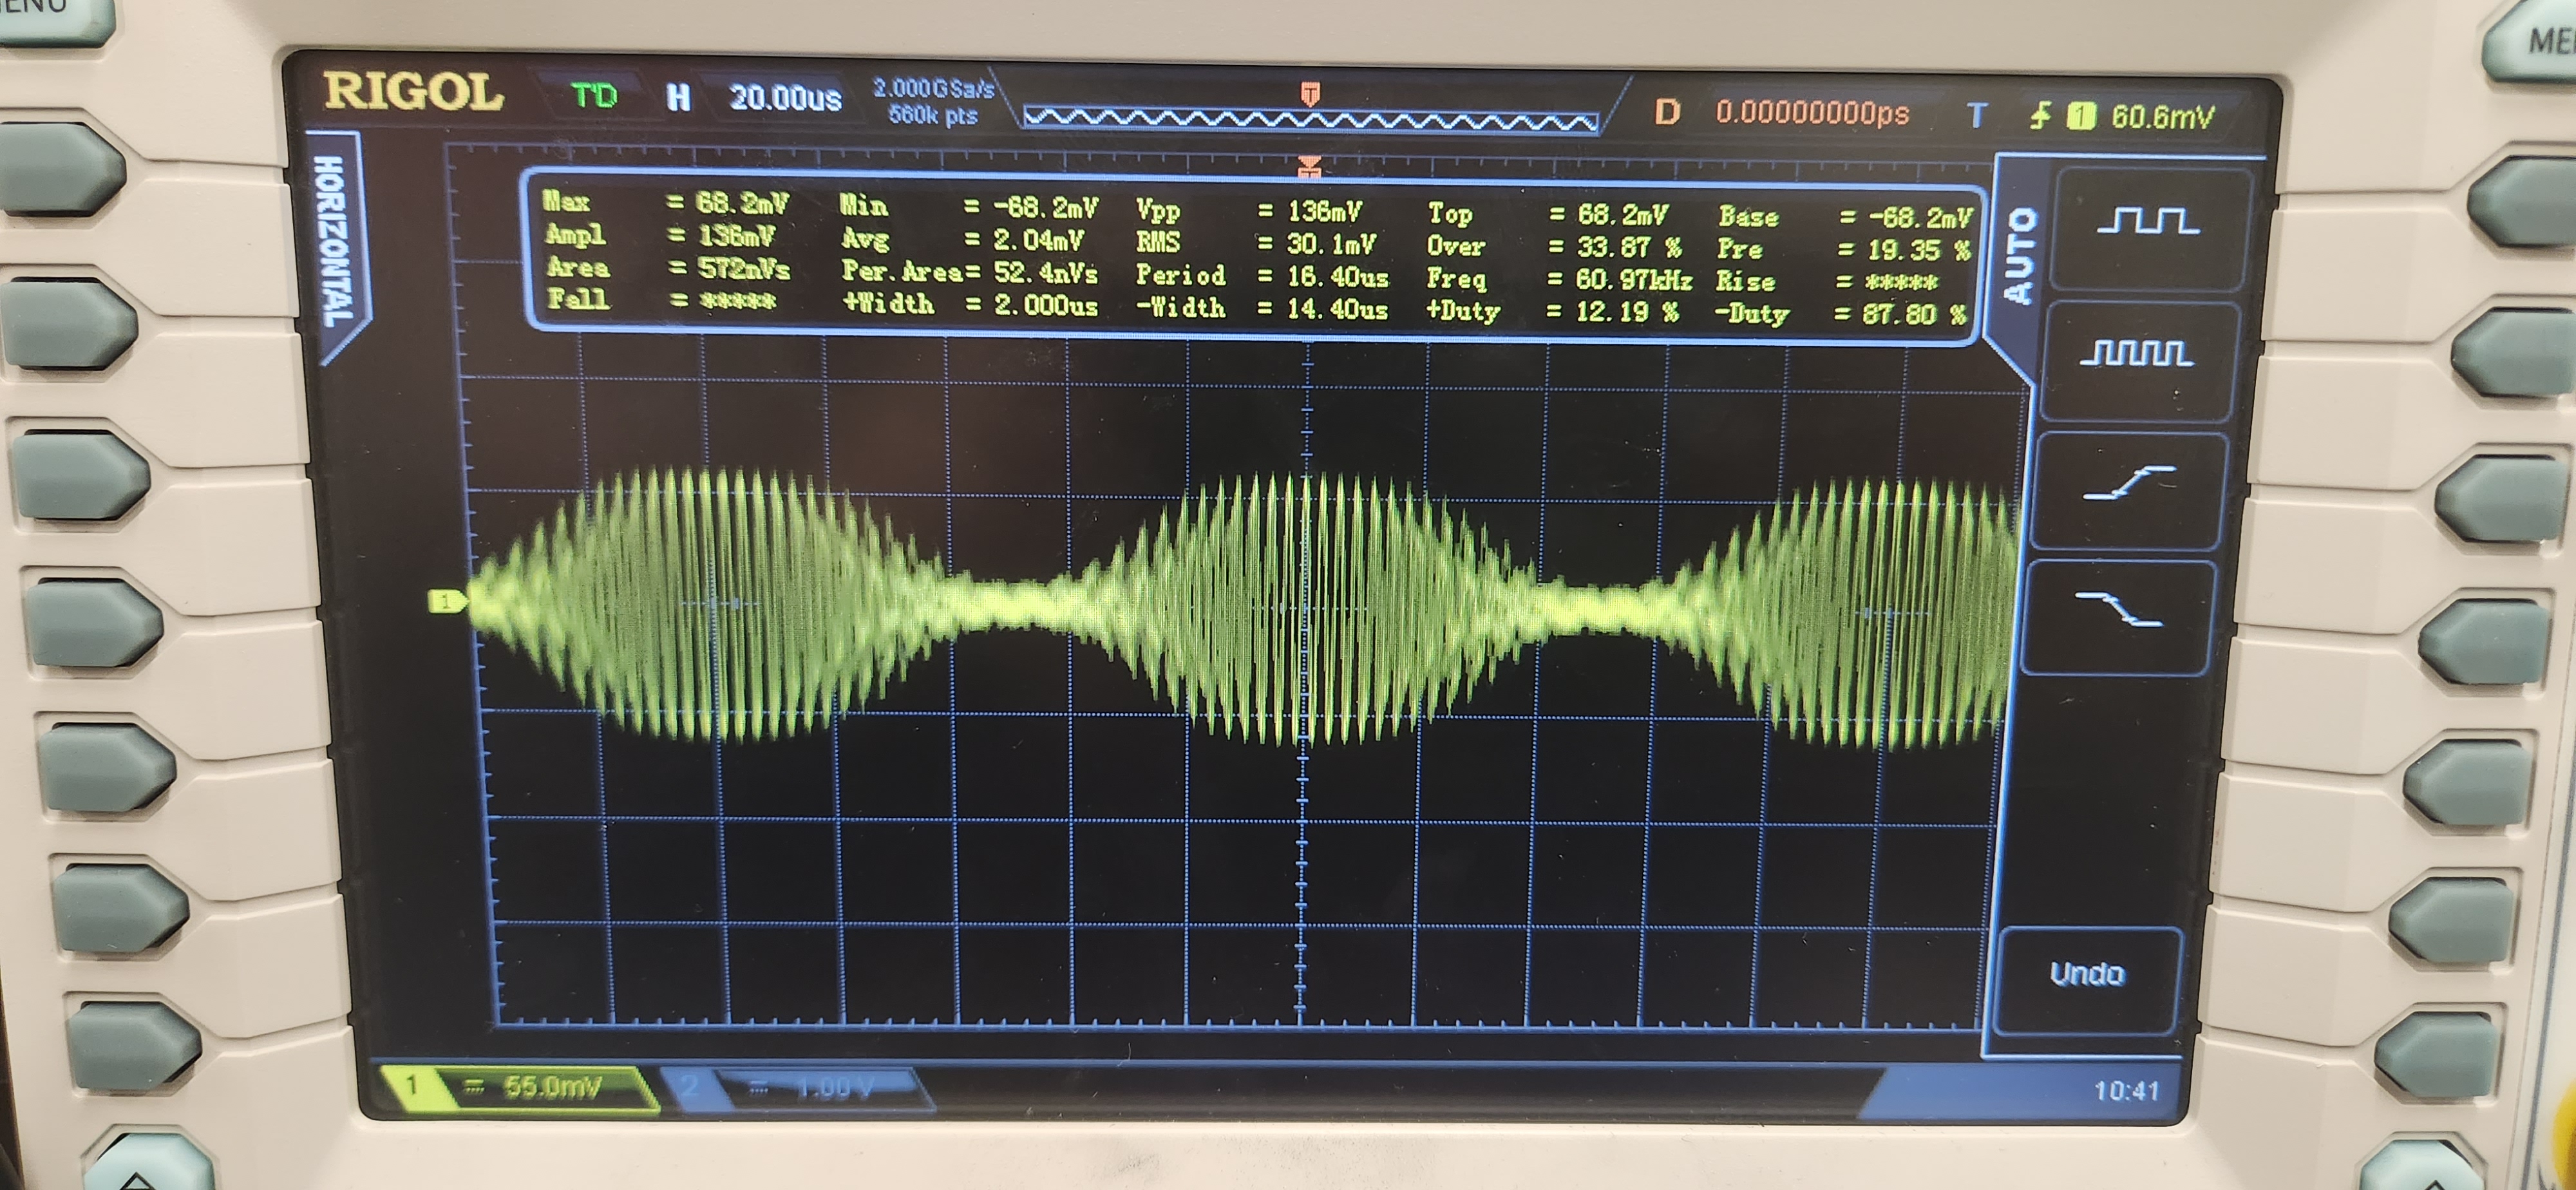 MENU
RIGOL T'D H 20.00us 2.000GSa/s 560k pts T D 0.00000000ps T 1 60.6mV
HORIZONTAL
Max = 68.2mV Min = -68.2mV Vpp = 136mV Top = 68.2mV Base = -68.2mV
Ampl = 136mV Avg = 2.04mV RMS = 30.1mV Over = 33.87 % Pre = 19.35 %
Area = 572nVs Per.Area= 52.4nVs Period = 16.40us Freq = 60.97kHz Rise = *****
Fall = ***** +Width = 2.000us -Width = 14.40us +Duty = 12.19 % -Duty = 87.80 %
AUTO
1
Undo
1 55.0mV 2 1.00 V 10:41